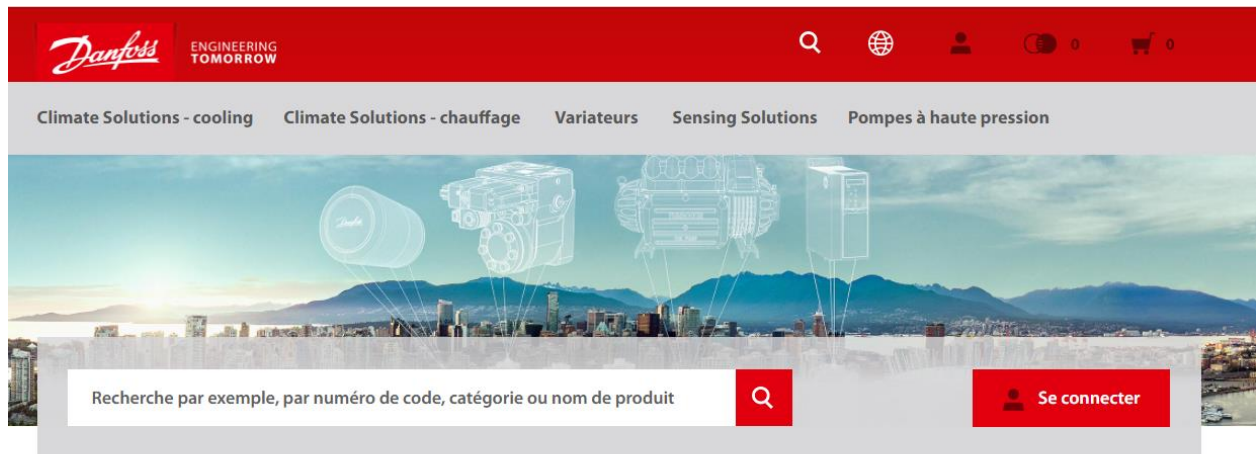 Danfoss
ENGINEERING
TOMORROW
0
0
Climate Solutions - cooling
Climate Solutions - chauffage
Variateurs
Sensing Solutions
Pompes à haute pression
Danfoss
Recherche par exemple, par numéro de code, catégorie ou nom de produit
Se connecter